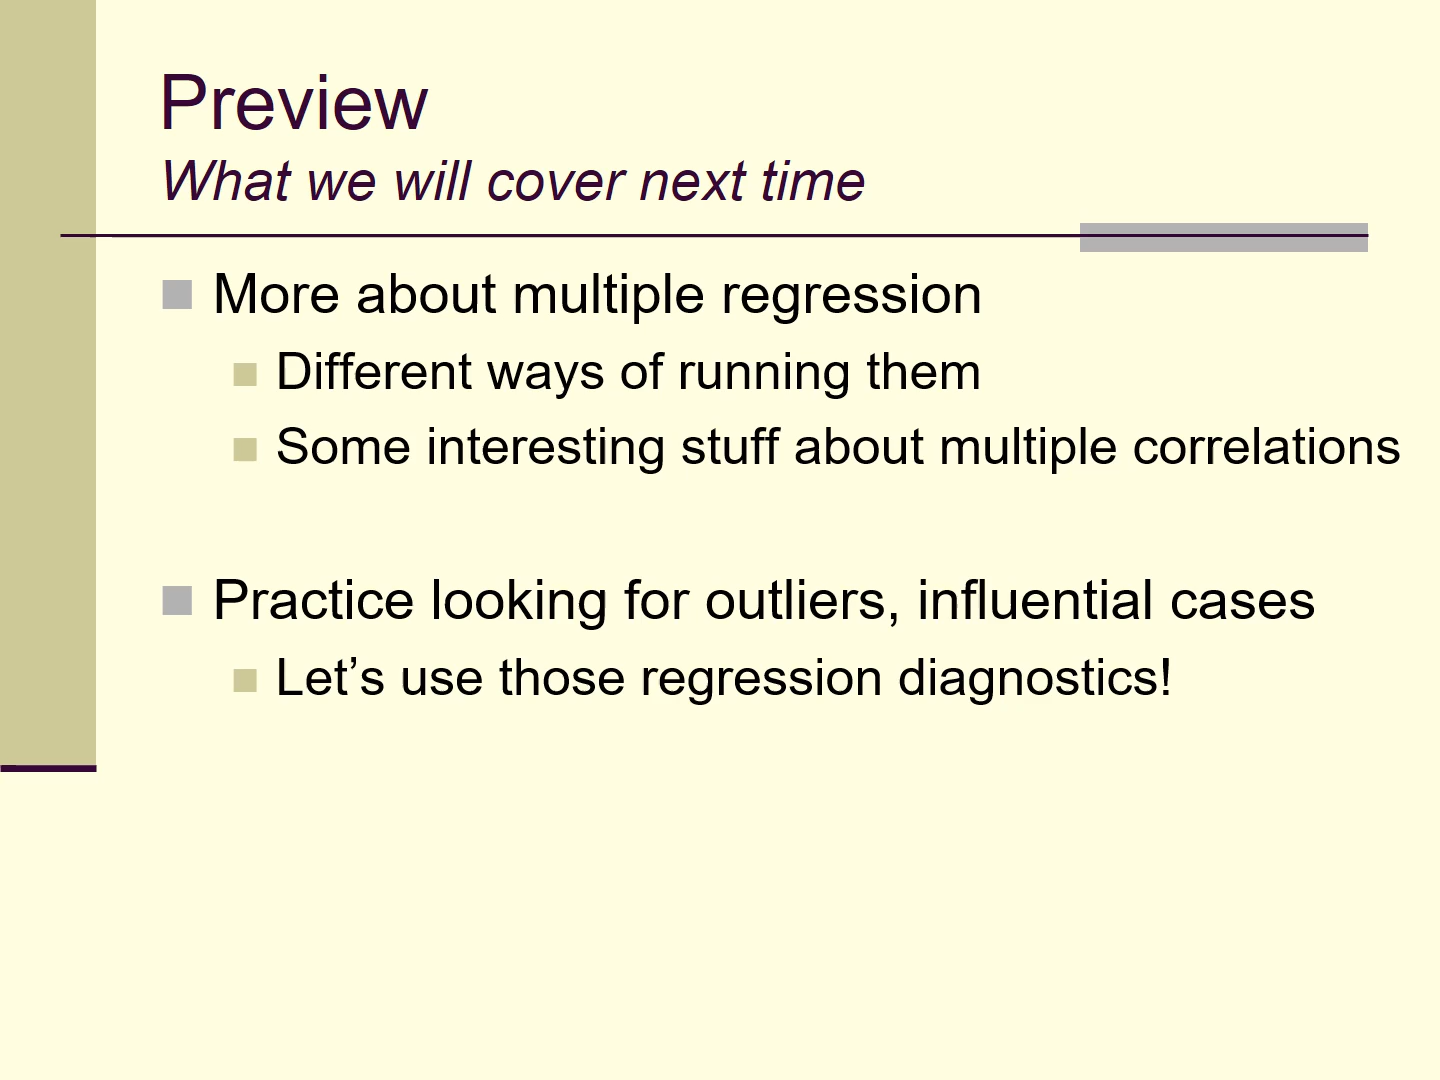 Preview
What we will cover next time
More about multiple regression
Different ways of running them
Some interesting stuff about multiple correlations
Practice looking for outliers, influential cases
Let’s use those regression diagnostics!